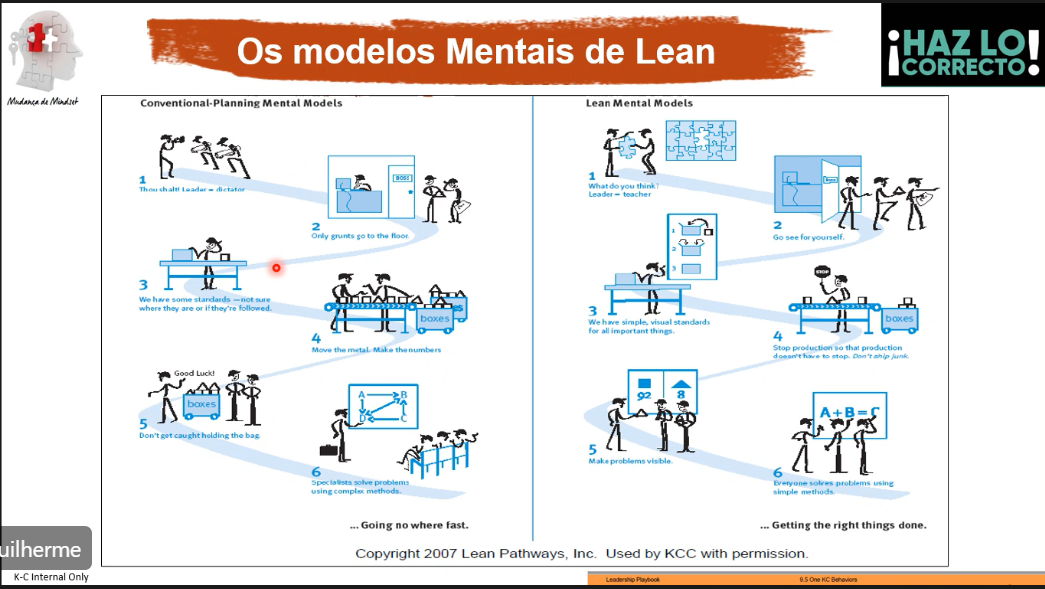 Os modelos Mentais de Lean
¡HAZ LO
CORRECTO!
Mudança de Mindset
Conventional-Planning Mental Models
1
Thou shalt! Leader = dictator
BOSS
2
Only grunts go to the floor.
3
We have some standards —not sure
where they are or if they're followed.
boxes
4
Move the metal. Make the numbers
Good Luck!
boxes
5
Don't get caught holding the bag.
A B
D C
6
Specialists solve problems
using complex methods.
... Going no where fast.
Lean Mental Models
1
What do you think?
Leader = teacher
2
Go see for yourself.
1
2
3
3
We have simple, visual standards
for all important things.
STOP
boxes
4
Stop production so that production
doesn't have to stop. Don't ship junk.
92 8
5
Make problems visible.
A+B=C
6
Everyone solves problems using
simple methods.
... Getting the right things done.
Copyright 2007 Lean Pathways, Inc. Used by KCC with permission.
uilherme
K-C Internal Only
Leadership Playbook
9.5 One KC Behaviors